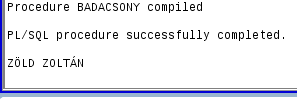 Procedure BADACSONY compiled
PL/SQL procedure successfully completed.
ZÖLD ZOLTÁN